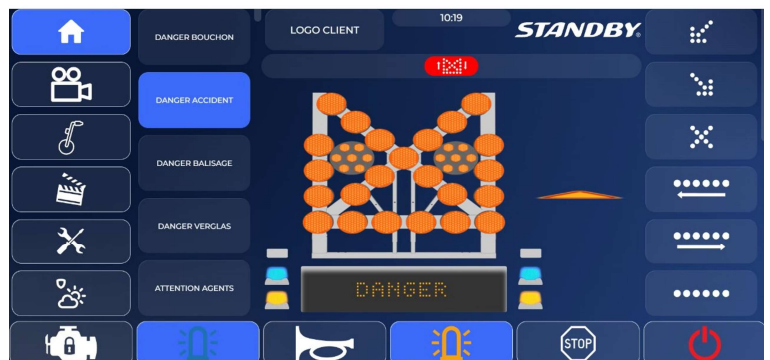 DANGER BOUCHON
LOGO CLIENT
10:19
STANDBY®
DANGER ACCIDENT
DANGER BALISAGE
DANGER VERGLAS
ATTENTION AGENTS
DANGER
STOP